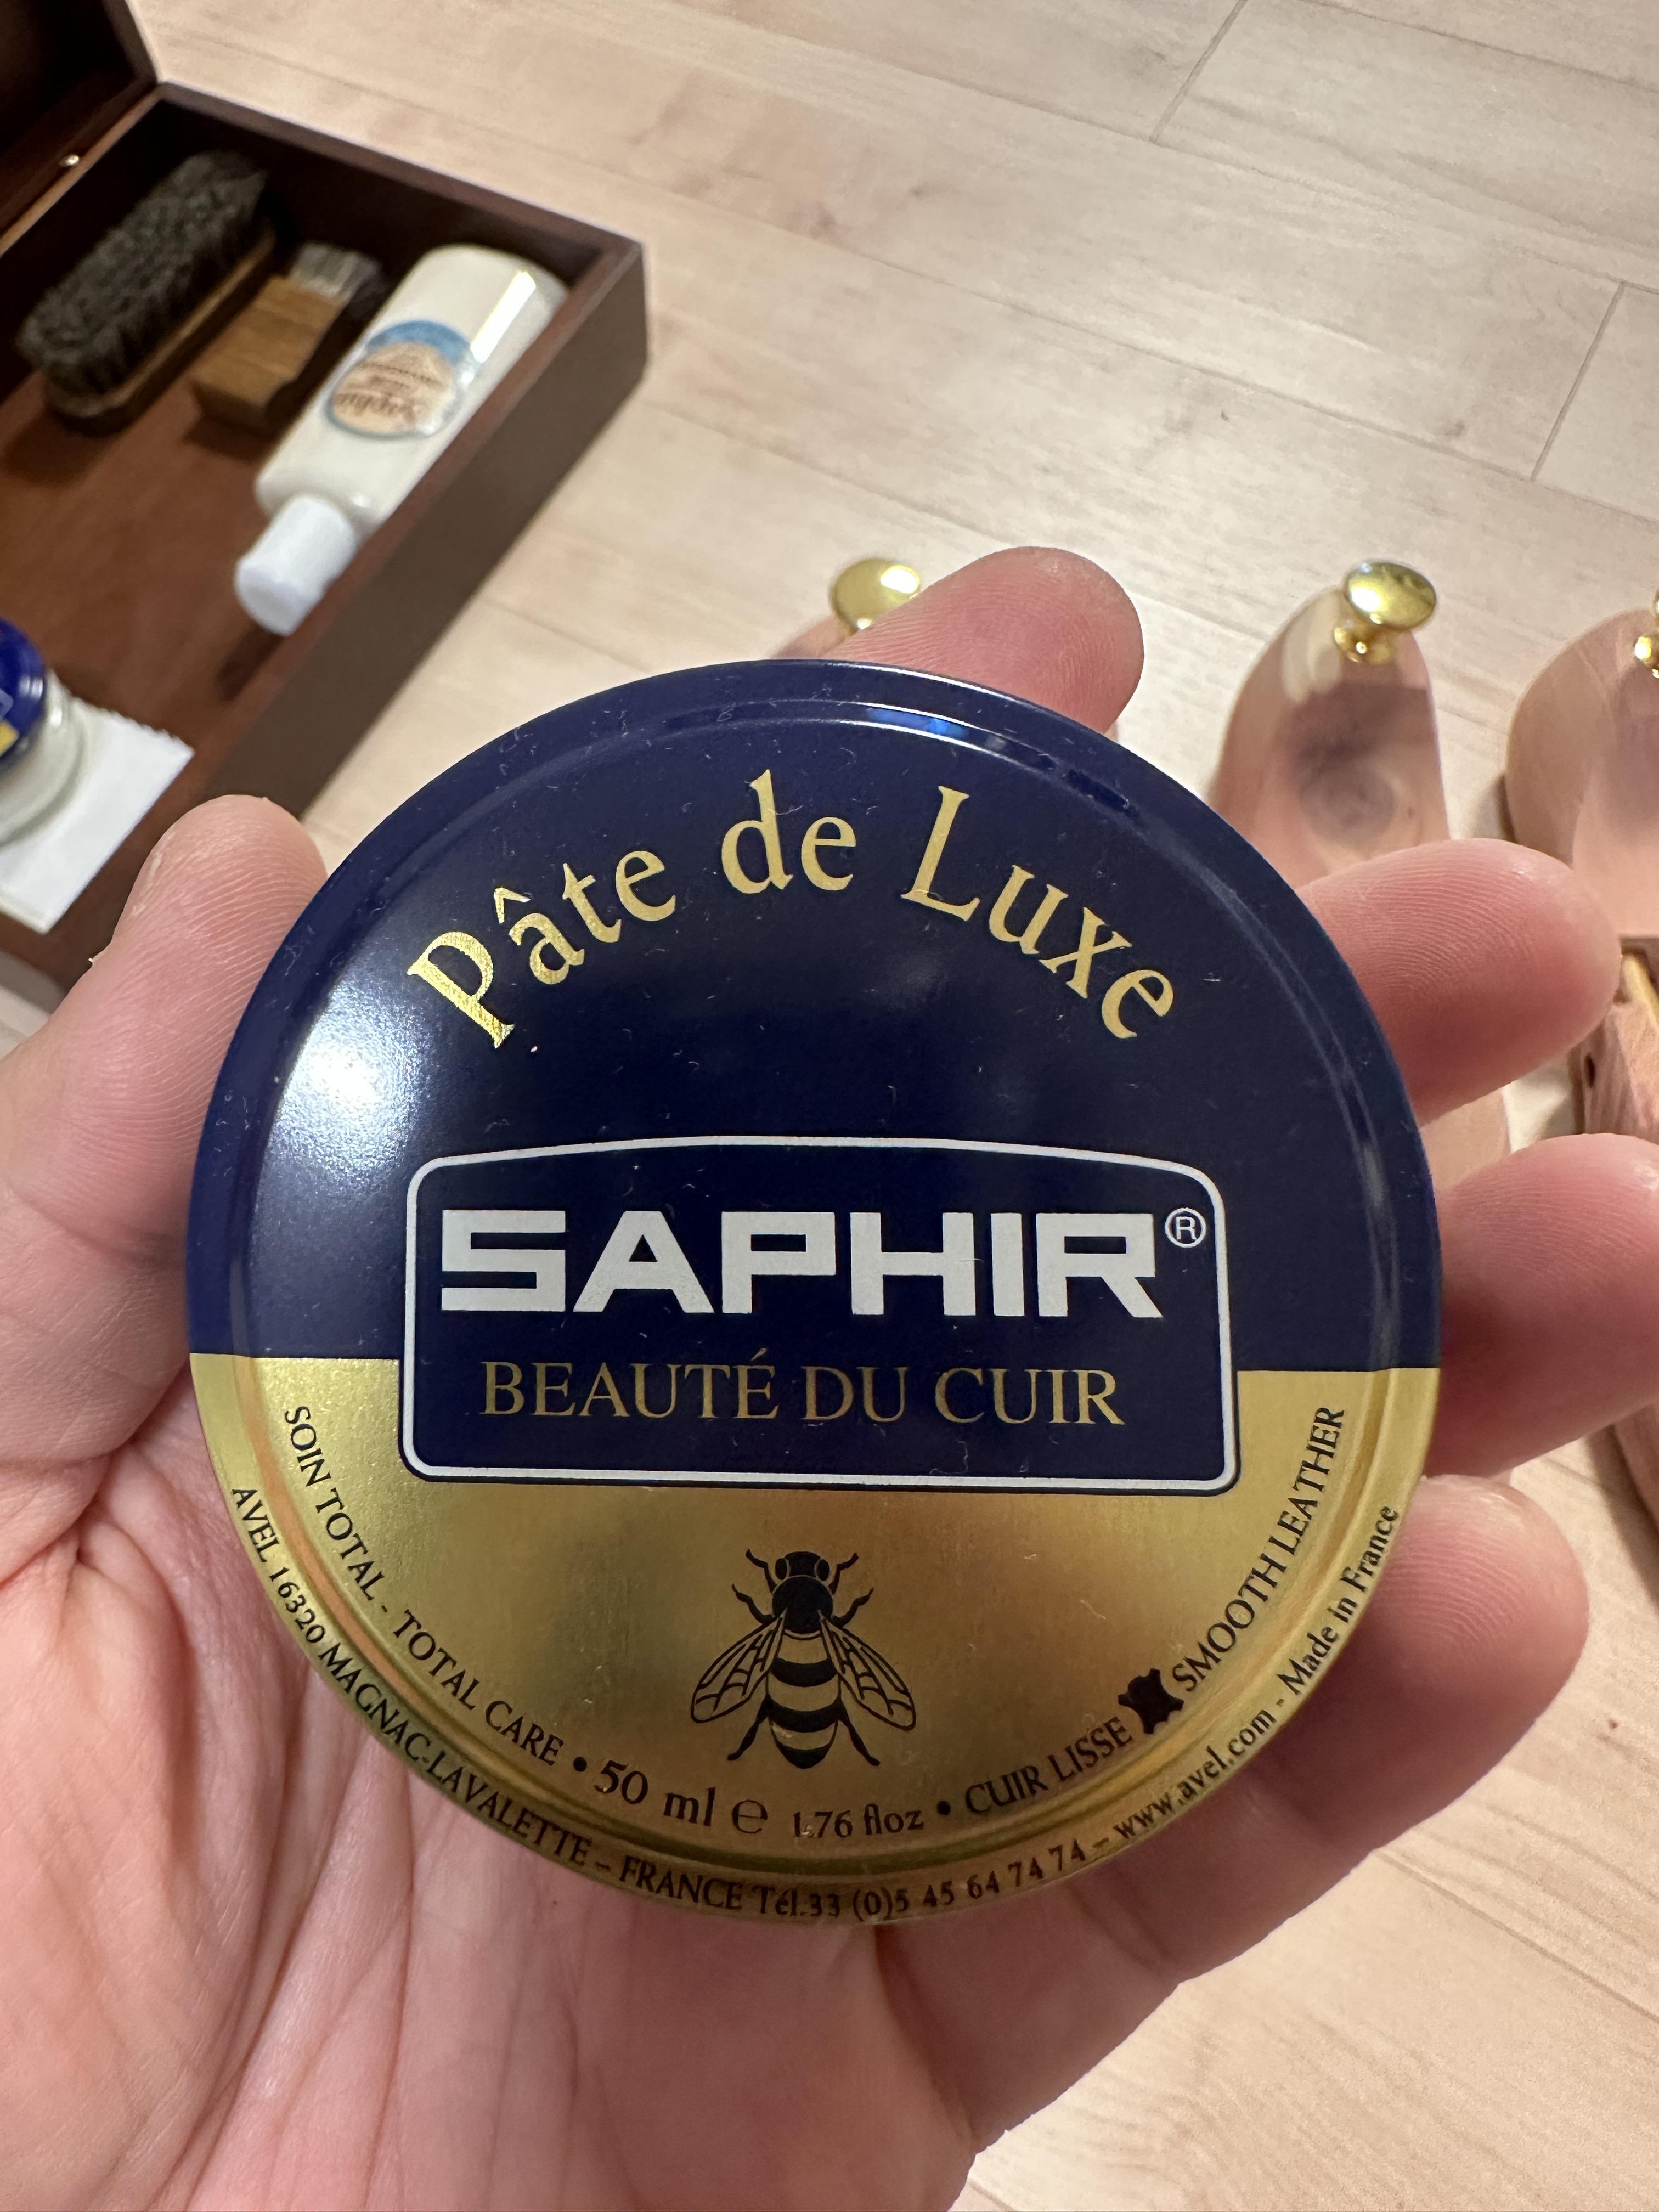 Pâte de Luxe
SAPHIR®
BEAUTÉ DU CUIR
SOIN TOTAL - TOTAL CARE • 50 ml ℮ 1.76 floz • CUIR LISSE SMOOTH LEATHER
AVEL 16320 MAGNAC-LAVALETTE – FRANCE Tél.33 (0)5 45 64 74 74 – www.avel.com - Made in France
Saphir